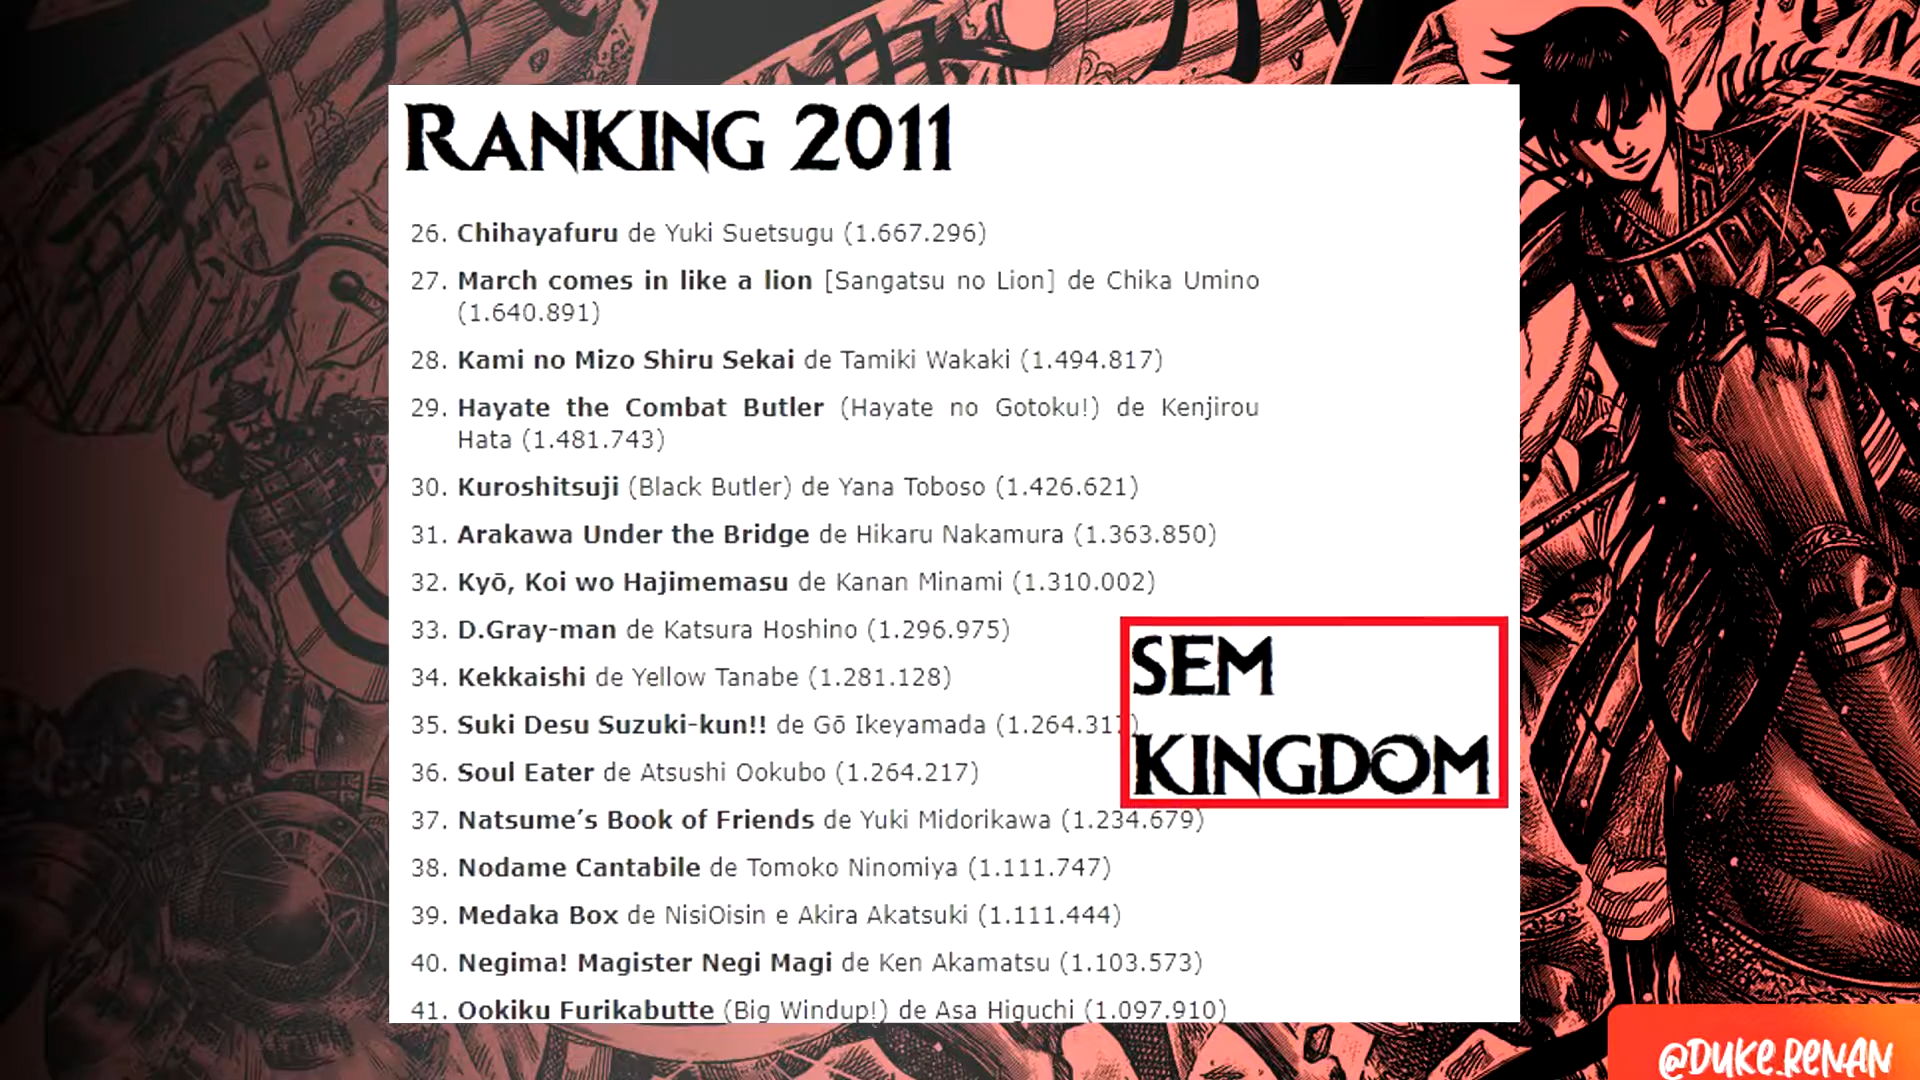 RANKING 2011
26. Chihayafuru de Yuki Suetsugu (1.667.296)
27. March comes in like a lion [Sangatsu no Lion] de Chika Umino
(1.640.891)
28. Kami no Mizo Shiru Sekai de Tamiki Wakaki (1.494.817)
29. Hayate the Combat Butler (Hayate no Gotoku!) de Kenjirou
Hata (1.481.743)
30. Kuroshitsuji (Black Butler) de Yana Toboso (1.426.621)
31. Arakawa Under the Bridge de Hikaru Nakamura (1.363.850)
32. Kyō, Koi wo Hajimemasu de Kanan Minami (1.310.002)
33. D.Gray-man de Katsura Hoshino (1.296.975)
34. Kekkaishi de Yellow Tanabe (1.281.128)
35. Suki Desu Suzuki-kun!! de Gō Ikeyamada (1.264.317)
36. Soul Eater de Atsushi Ookubo (1.264.217)
37. Natsume’s Book of Friends de Yuki Midorikawa (1.234.679)
38. Nodame Cantabile de Tomoko Ninomiya (1.111.747)
39. Medaka Box de NisiOisin e Akira Akatsuki (1.111.444)
40. Negima! Magister Negi Magi de Ken Akamatsu (1.103.573)
41. Ookiku Furikabutte (Big Windup!) de Asa Higuchi (1.097.910)
SEM
KINGDOM
@DUKE.RENAN